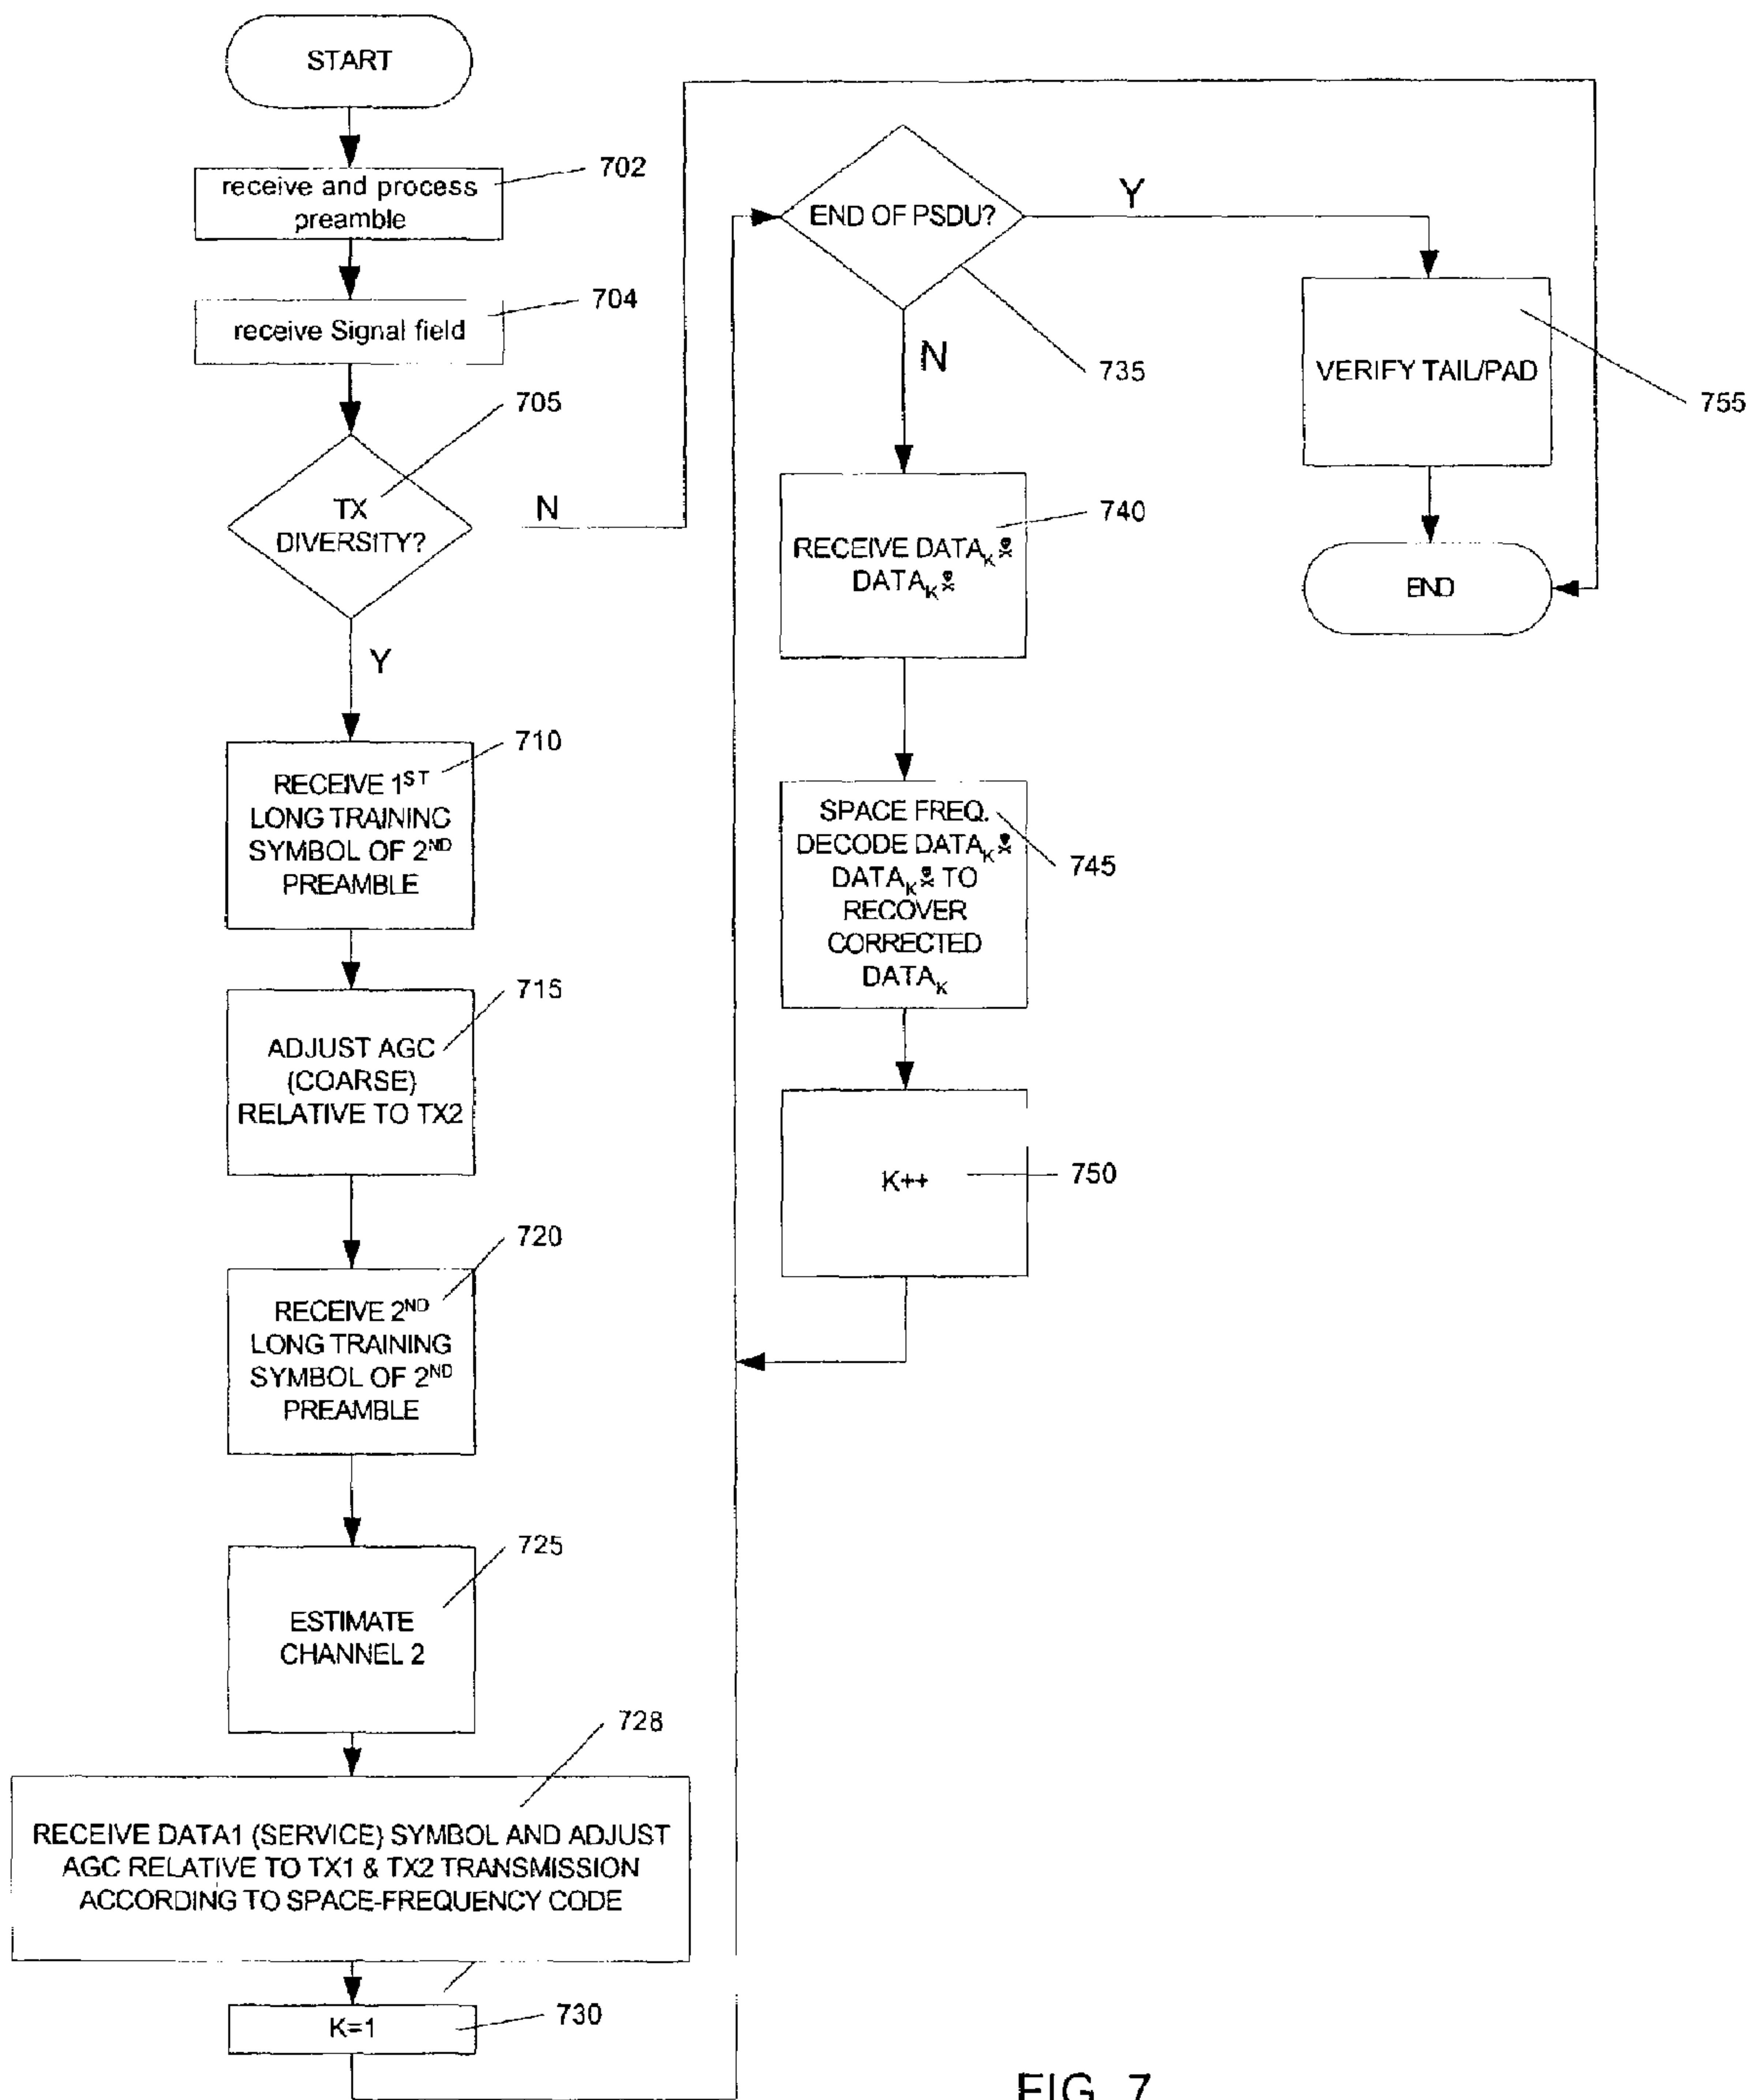 START
702
receive and process
preamble
704
receive Signal field
705
TX
DIVERSITY?
N
Y
710
RECEIVE 1ST
LONG TRAINING
SYMBOL OF 2ND
PREAMBLE
715
ADJUST AGC
(COARSE)
RELATIVE TO TX2
720
RECEIVE 2ND
LONG TRAINING
SYMBOL OF 2ND
PREAMBLE
725
ESTIMATE
CHANNEL 2
728
RECEIVE DATA1 (SERVICE) SYMBOL AND ADJUST
AGC RELATIVE TO TX1 & TX2 TRANSMISSION
ACCORDING TO SPACE-FREQUENCY CODE
730
K=1
END OF PSDU?
Y
N
735
740
RECEIVE DATAK☠
DATAK☠
SPACE FREQ.
DECODE DATAK☠
DATAK☠ TO
RECOVER
CORRECTED
DATAK
745
K++
750
VERIFY TAIL/PAD
755
END
FIG. 7